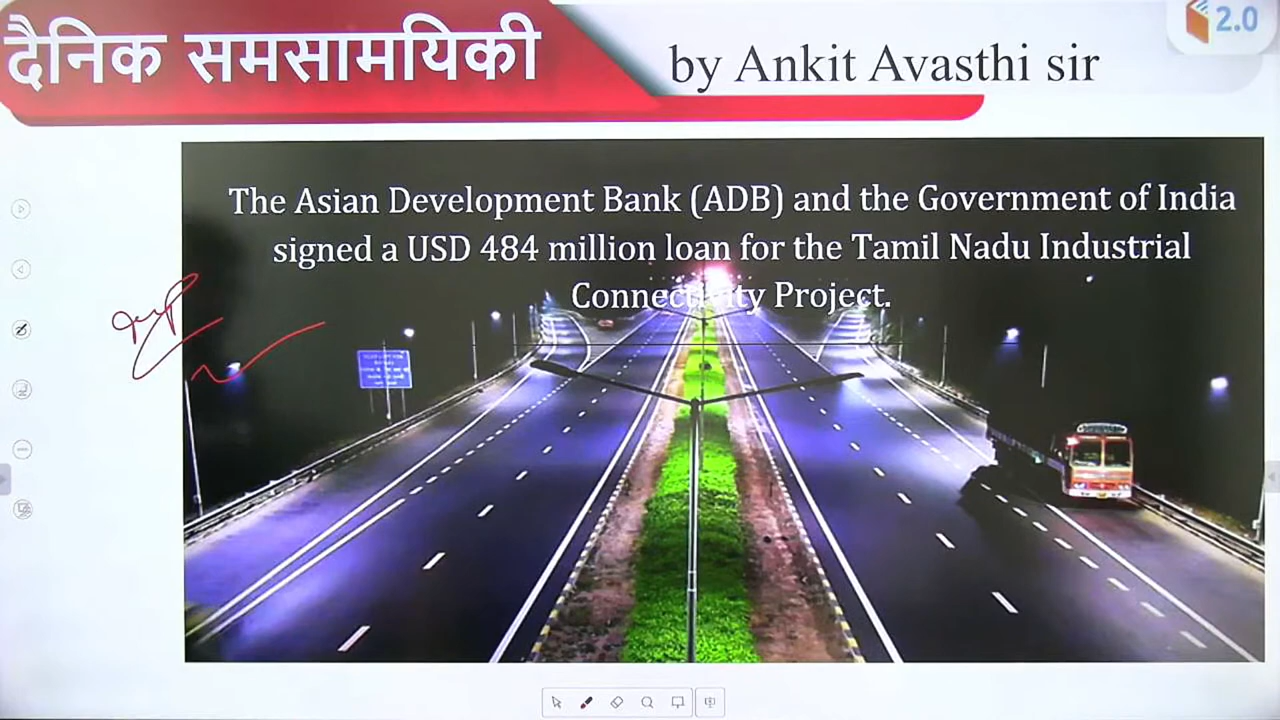 दैनिक समसामयिकी
by Ankit Avasthi sir
2.0
The Asian Development Bank (ADB) and the Government of India
signed a USD 484 million loan for the Tamil Nadu Industrial
Connectivity Project.